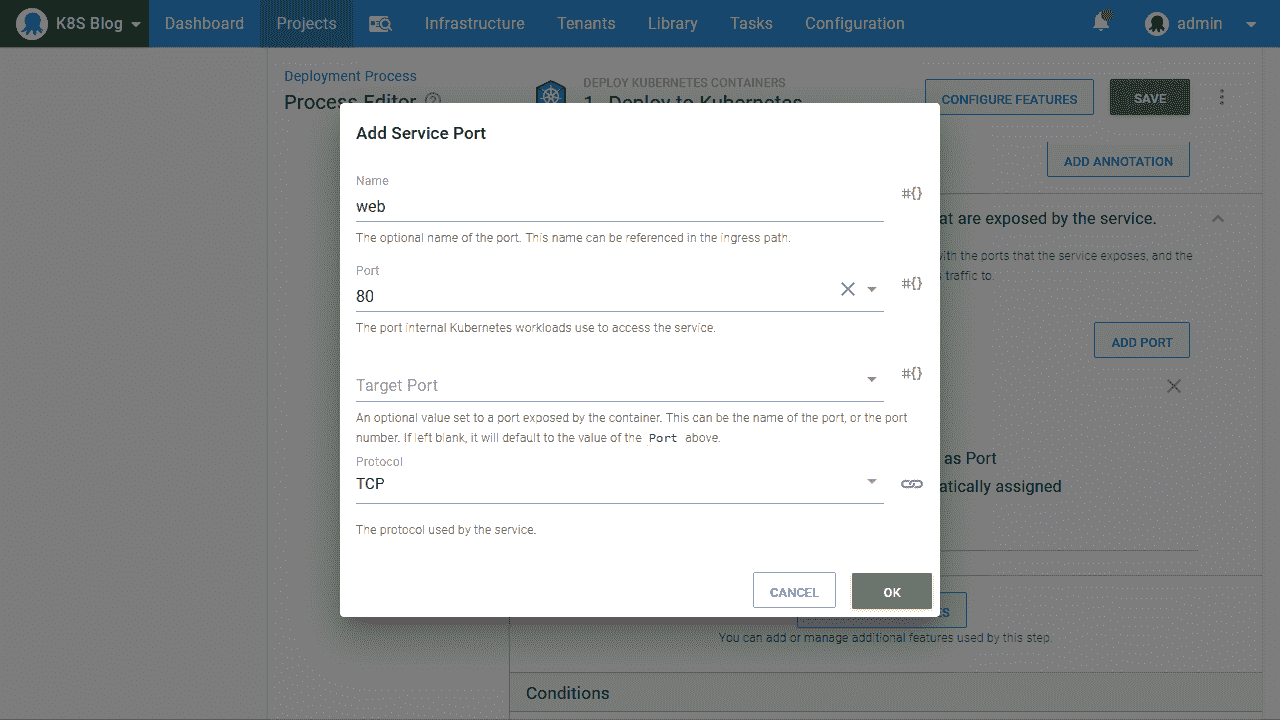 K8S Blog
Dashboard
Projects
Infrastructure
Tenants
Library
Tasks
Configuration
admin
Deployment Process
Process Editor
DEPLOY KUBERNETES CONTAINERS
1. Deploy to Kubernetes
CONFIGURE FEATURES
SAVE
ADD ANNOTATION
at are exposed by the service.
with the ports that the service exposes, and the
traffic to.
ADD PORT
as Port
atically assigned
Add Service Port
Name
web
#{}
The optional name of the port. This name can be referenced in the ingress path.
Port
80
#{}
The port internal Kubernetes workloads use to access the service.
Target Port
#{}
An optional value set to a port exposed by the container. This can be the name of the port, or the port
number. If left blank, it will default to the value of the Port above.
Protocol
TCP
The protocol used by the service.
CANCEL
OK
You can add or manage additional features used by this step.
Conditions